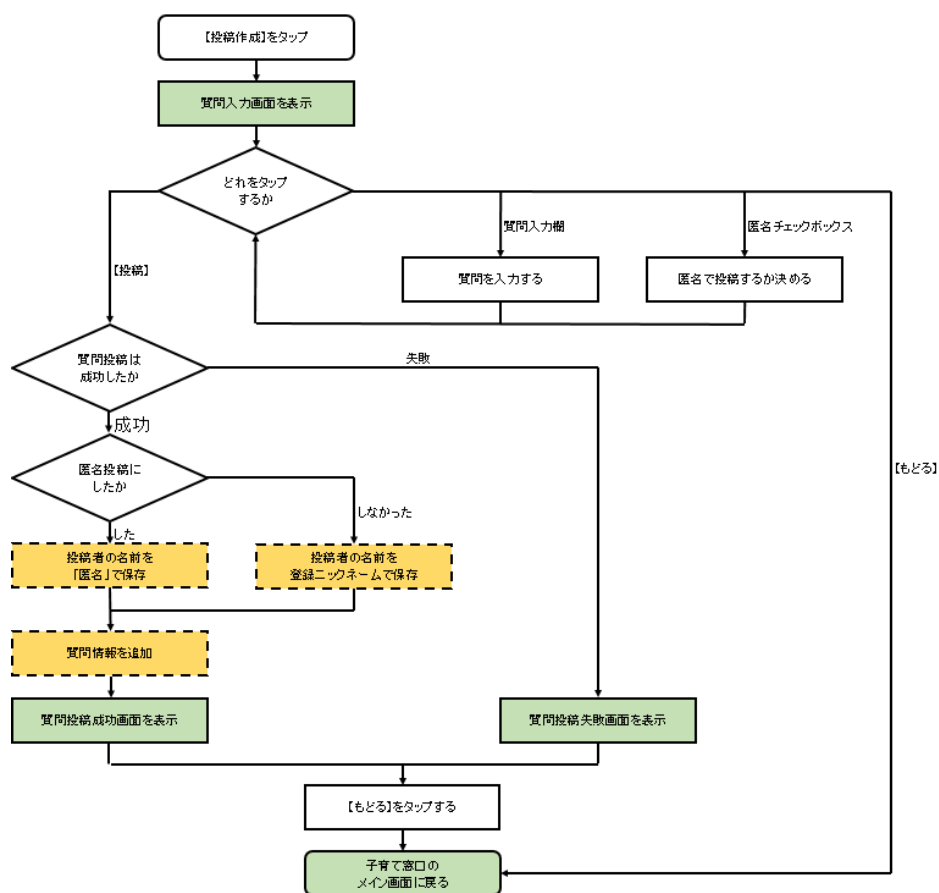 【投稿作成】をタップ
質問入力画面を表示
どれをタップ
するか
質問入力欄
匿名チェックボックス
【投稿】
質問を入力する
匿名で投稿するか決める
質問投稿は
成功したか
失敗
成功
匿名投稿に
したか
【もどる】
しなかった
した
投稿者の名前を
「匿名」で保存
投稿者の名前を
登録ニックネームで保存
質問情報を追加
質問投稿成功画面を表示
質問投稿失敗画面を表示
【もどる】をタップする
子育て窓口の
メイン画面に戻る